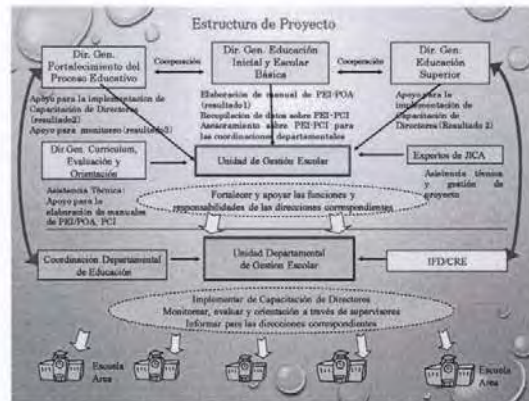 Estructura de Proyecto
Dir. Gen.
Fortalecimiento del
Proceso Educativo
Cooperación
Dir. Gen. Educación
Inicial y Escolar
Básica
Cooperación
Dir. Gen.
Educación
Superior
Apoyo para la implementación de
Capacitación de Directores
(resultado2)
Apoyo para monitoreo (resultado3)
Elaboración de manual de PEI-POA
(resultado1)
Recopilación de datos sobre PEI-PCI
Asesoramiento sobre PEI-PCI para
las coordinaciones departamentales
Apoyo para la
implementación de
Capacitación de
Directores (Resultado 2)
Dir.Gen. Curriculum,
Evaluación y
Orientación
Unidad de Gestión Escolar
Expertos de JICA
Asistencia Técnica:
Apoyo para la
elaboración de manuales
de PEI/POA, PCI
Fortalecer y apoyar las funciones y
responsabilidades de las direcciones correspondientes
Asistencia técnica
y gestión de
proyecto
Coordinación Departamental
de Educación
Unidad Departamental
de Gestión Escolar
IFD/CRE
Implementar de Capacitación de Directores
Monitorear, evaluar y orientación a través de supervisores
Informar para las direcciones correspondientes
Escuela
Area
Escuela
Area